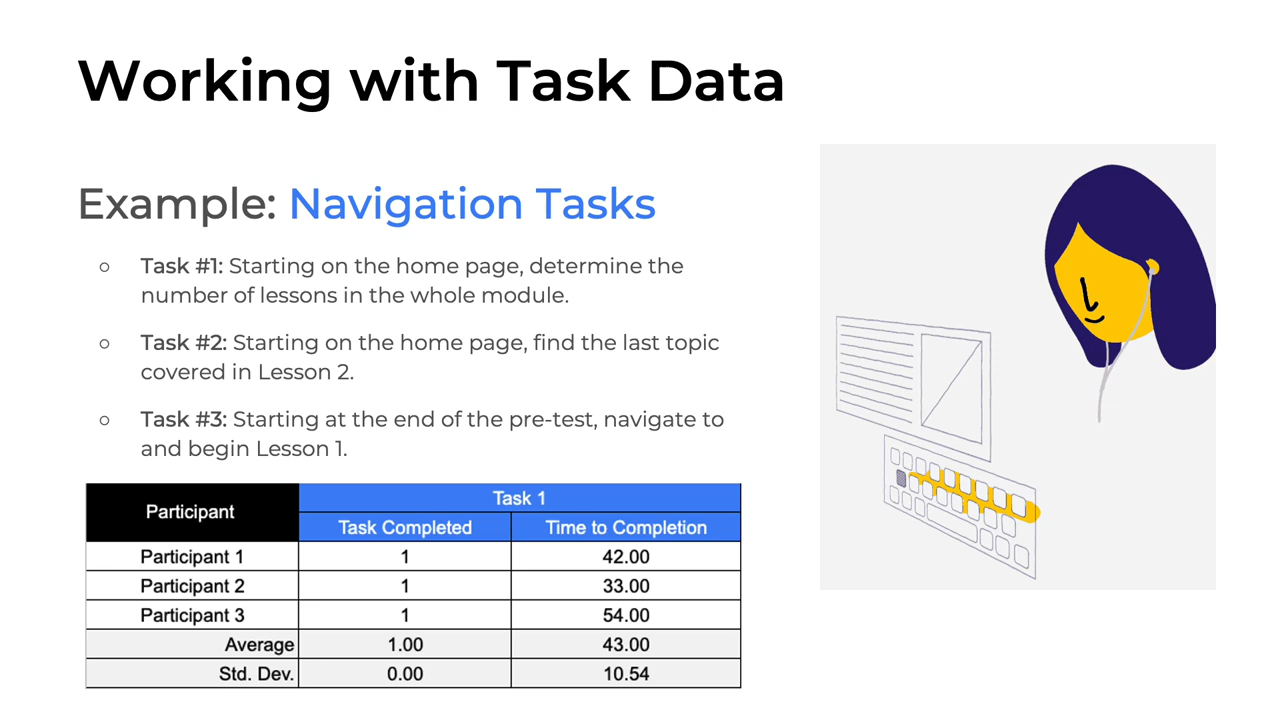 Working with Task Data
Example: Navigation Tasks
Task #1: Starting on the home page, determine the
number of lessons in the whole module.
Task #2: Starting on the home page, find the last topic
covered in Lesson 2.
Task #3: Starting at the end of the pre-test, navigate to
and begin Lesson 1.
Participant Task 1
Task Completed Time to Completion
Participant 1 1 42.00
Participant 2 1 33.00
Participant 3 1 54.00
Average 1.00 43.00
Std. Dev. 0.00 10.54